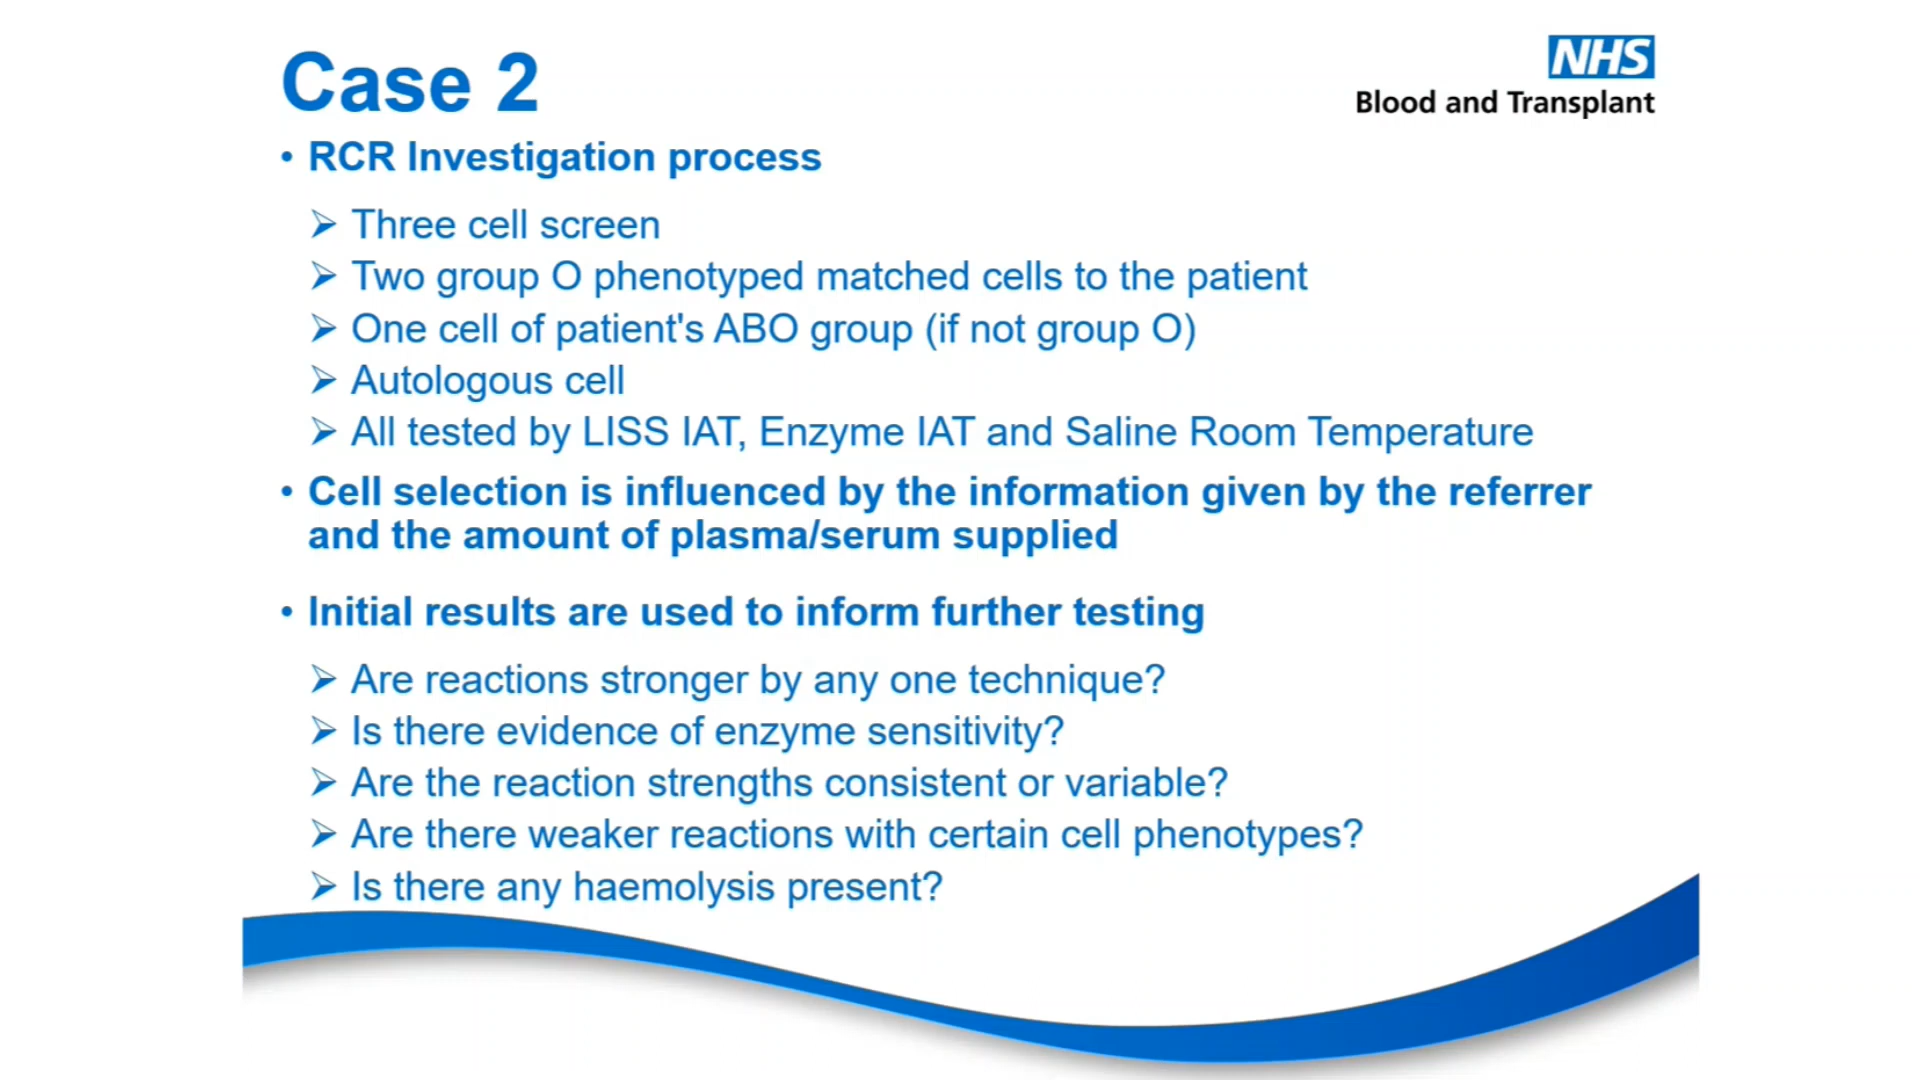 Case 2
NHS
Blood and Transplant
• RCR Investigation process
➢ Three cell screen
➢ Two group O phenotyped matched cells to the patient
➢ One cell of patient's ABO group (if not group O)
➢ Autologous cell
➢ All tested by LISS IAT, Enzyme IAT and Saline Room Temperature
• Cell selection is influenced by the information given by the referrer
and the amount of plasma/serum supplied
• Initial results are used to inform further testing
➢ Are reactions stronger by any one technique?
➢ Is there evidence of enzyme sensitivity?
➢ Are the reaction strengths consistent or variable?
➢ Are there weaker reactions with certain cell phenotypes?
➢ Is there any haemolysis present?